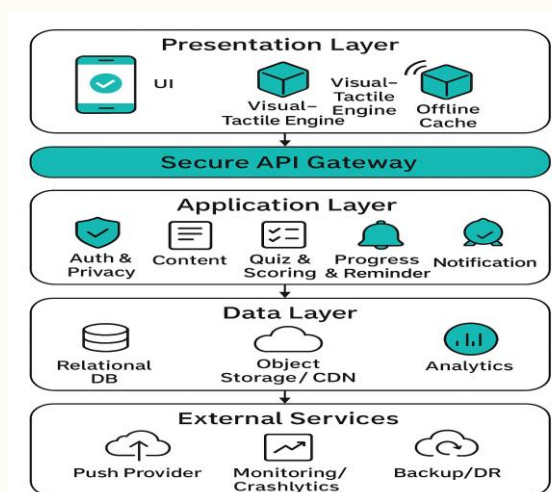 Presentation Layer
UI
Visual–
Tactile Engine
Visual–
Tactile
Engine
Offline
Cache
Secure API Gateway
Application Layer
Auth &
Privacy
Content
Quiz &
Scoring
Progress
& Reminder
Notification
Data Layer
Relational
DB
Object
Storage/CDN
Analytics
External Services
Push Provider
Monitoring/
Crashlytics
Backup/DR